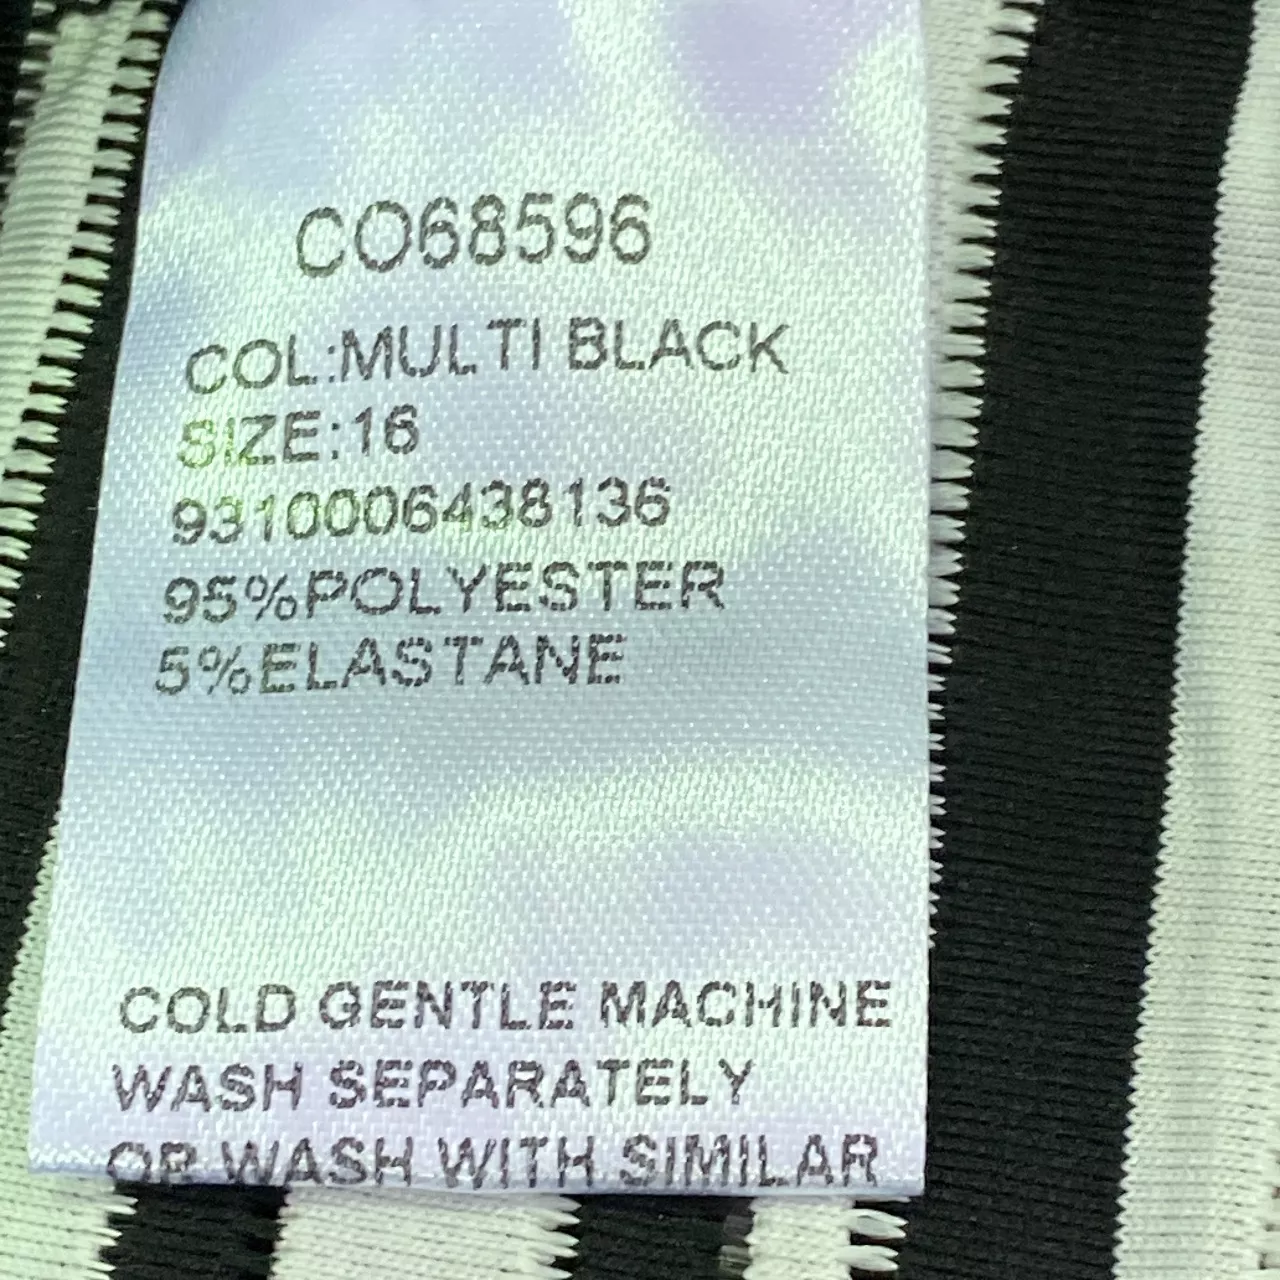 CO68596
COL:MULTI BLACK
SIZE:16
9310006438136
95%POLYESTER
5%ELASTANE
COLD GENTLE MACHINE
WASH SEPARATELY
OR WASH WITH SIMILAR